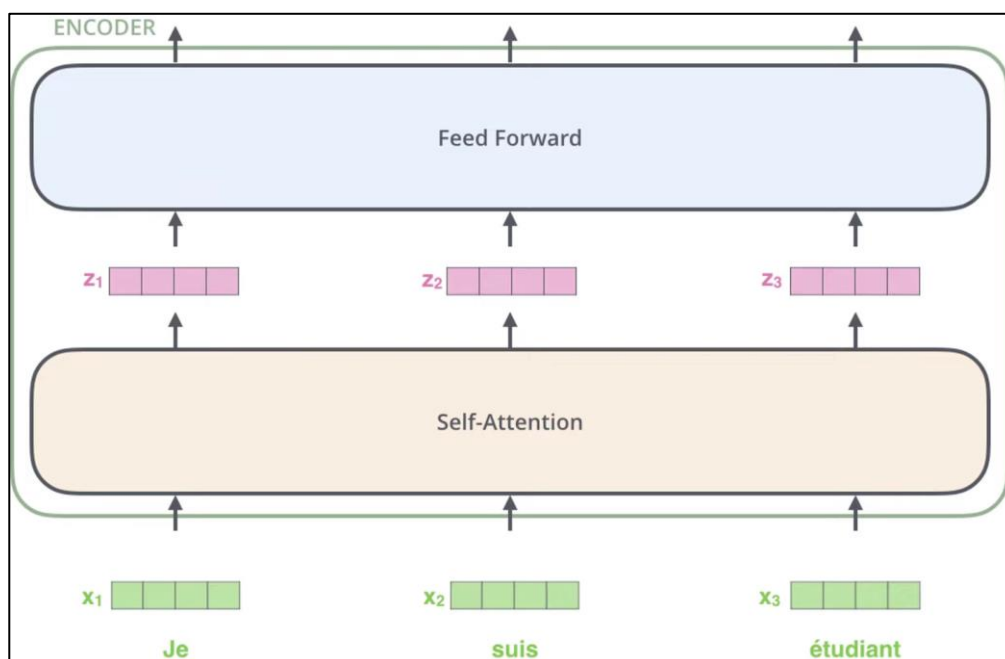 ENCODER
Feed Forward
z₁ z₂ z₃
Self-Attention
x₁ x₂ x₃
Je suis étudiant